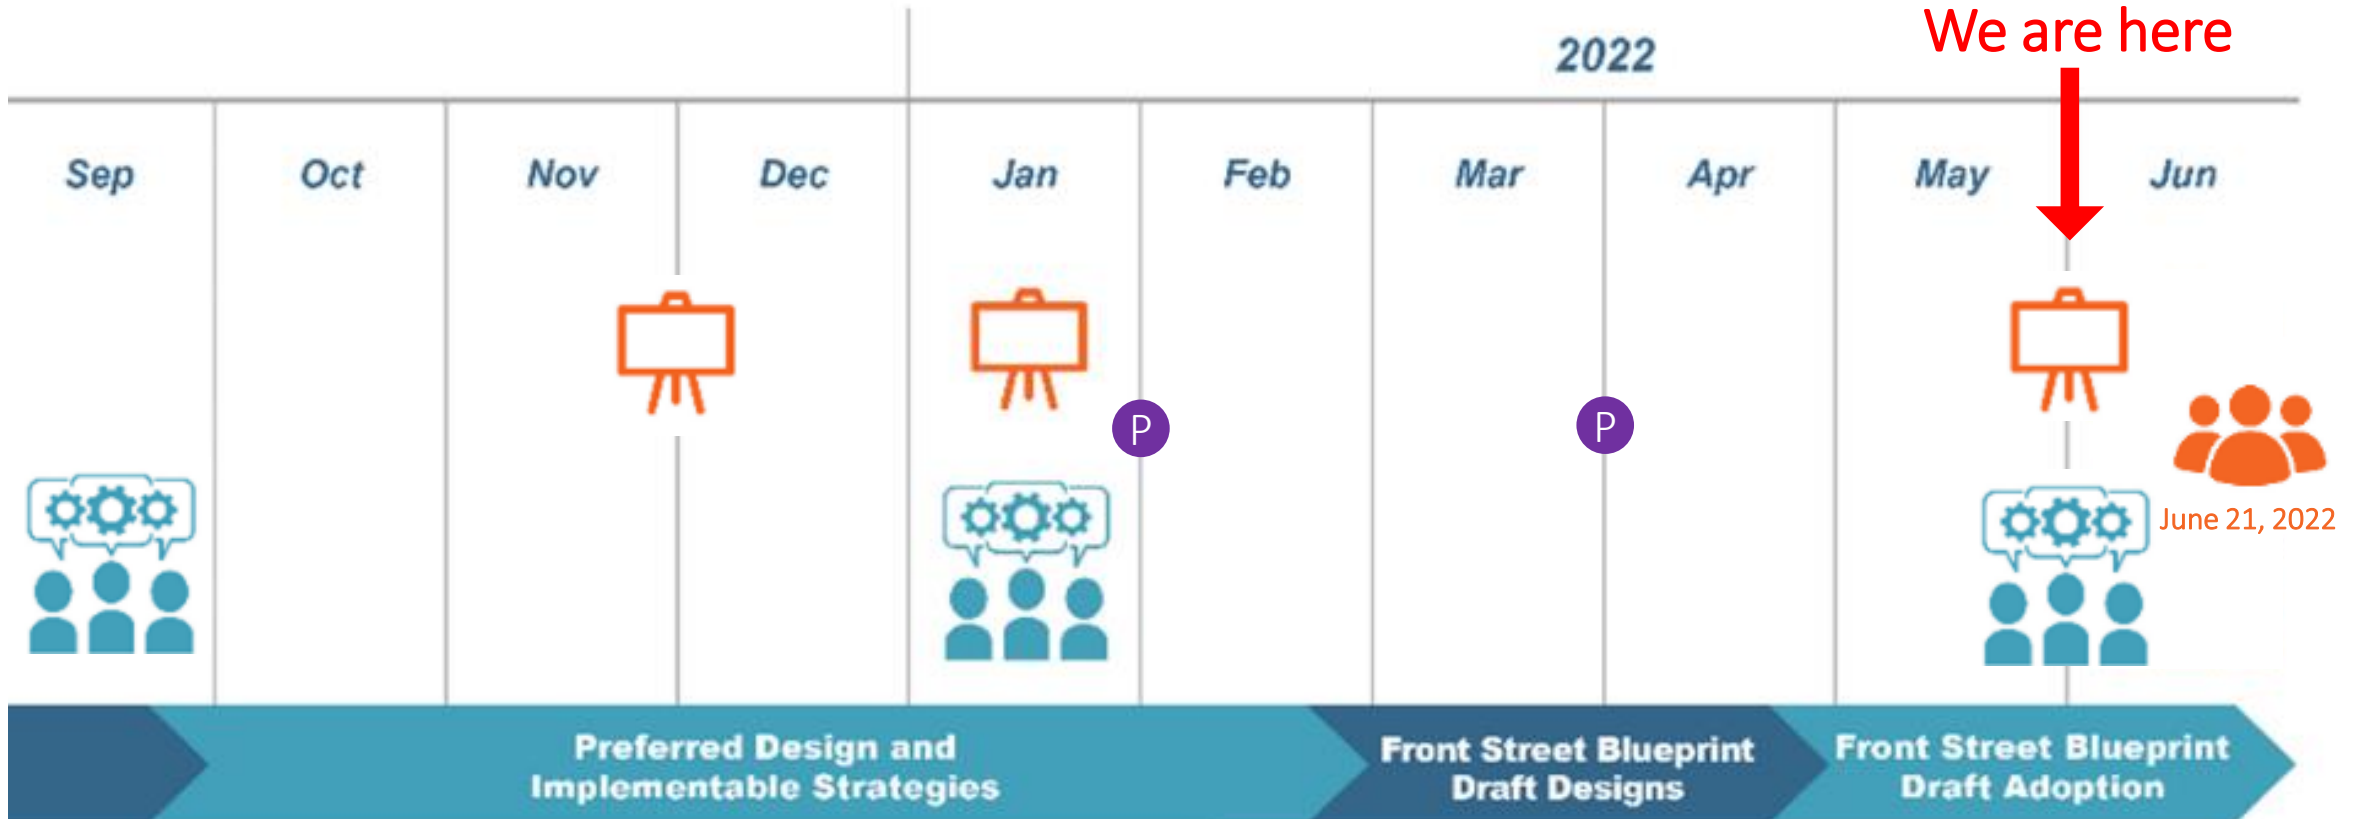 We are here
2022
Sep
Oct
Nov
Dec
Jan
Feb
Mar
Apr
May
Jun
P
P
June 21, 2022
Preferred Design and
Implementable Strategies
Front Street Blueprint
Draft Designs
Front Street Blueprint
Draft Adoption